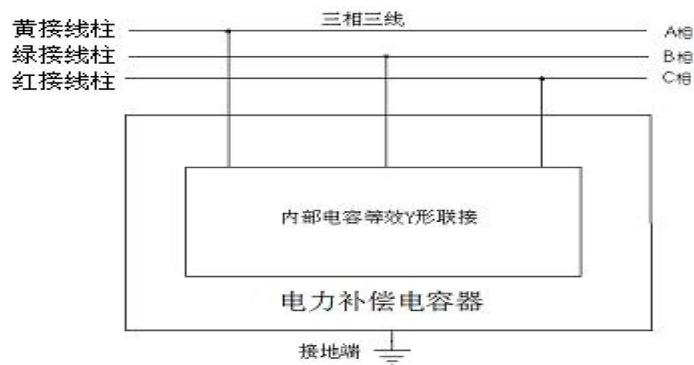 三相三线
黄接线柱 A相
绿接线柱 B相
红接线柱 C相
内部电容等效Y形联接
电力补偿电容器
接地端